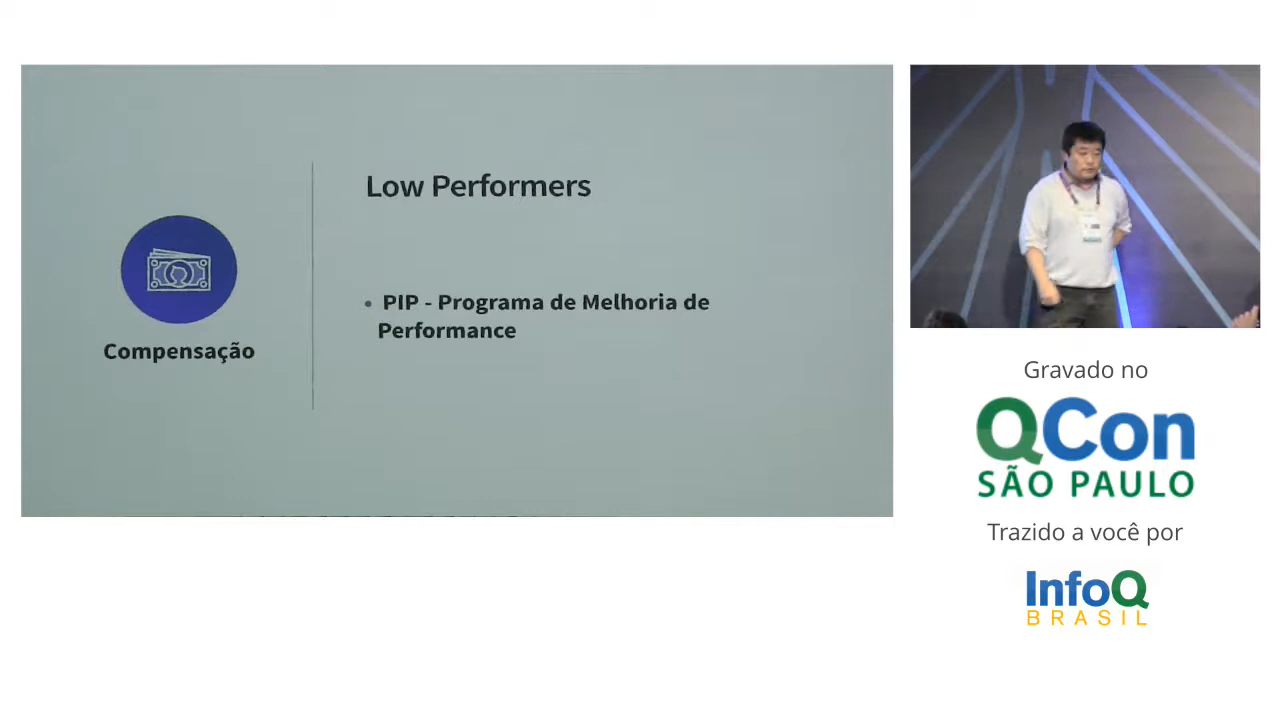 Low Performers
• PIP - Programa de Melhoria de
Performance
Compensação
Gravado no
QCon
SÃO PAULO
Trazido a você por
InfoQ
BRASIL